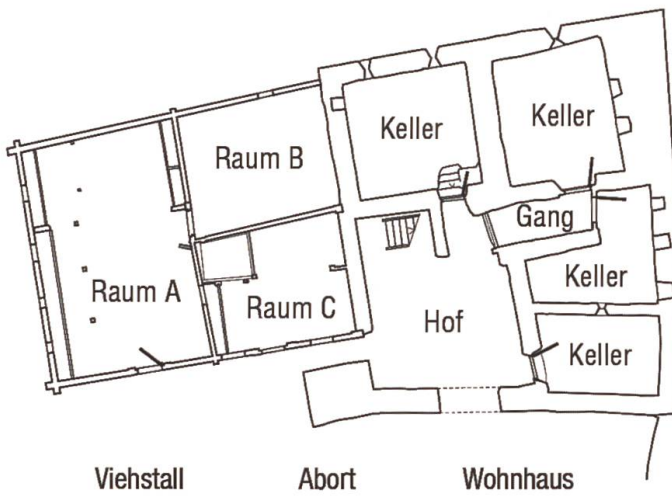 Keller
Keller
Raum B
Gang
Raum A
Raum C
Hof
Keller
Keller
Viehstall Abort Wohnhaus